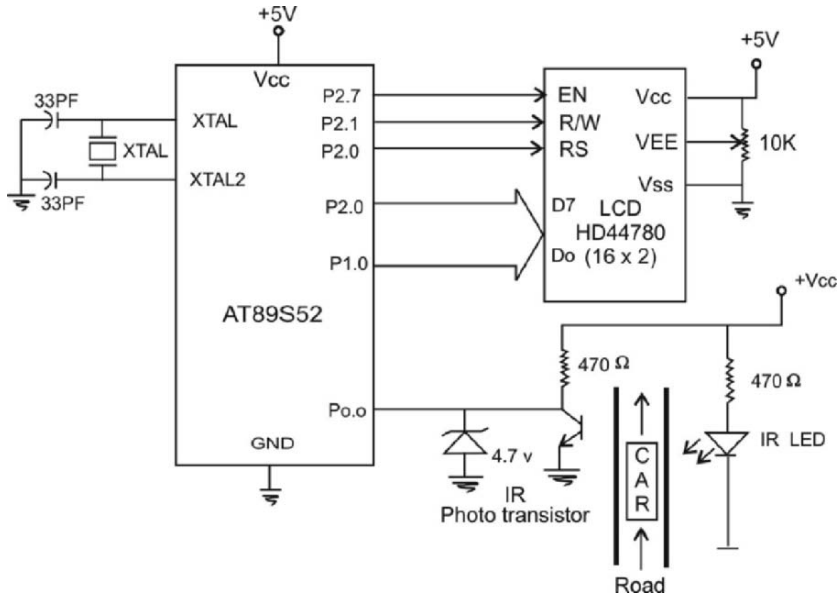 +5V
Vcc
33PF
XTAL
XTAL
XTAL2
33PF
P2.7
P2.1
P2.0
P2.0
P1.0
AT89S52
Po.o
GND
EN
R/W
RS
D7
Do
LCD
HD44780
(16 x 2)
Vcc
VEE
Vss
+5V
10K
+Vcc
470 Ω
470 Ω
4.7 v
IR
Photo transistor
CAR
IR LED
Road